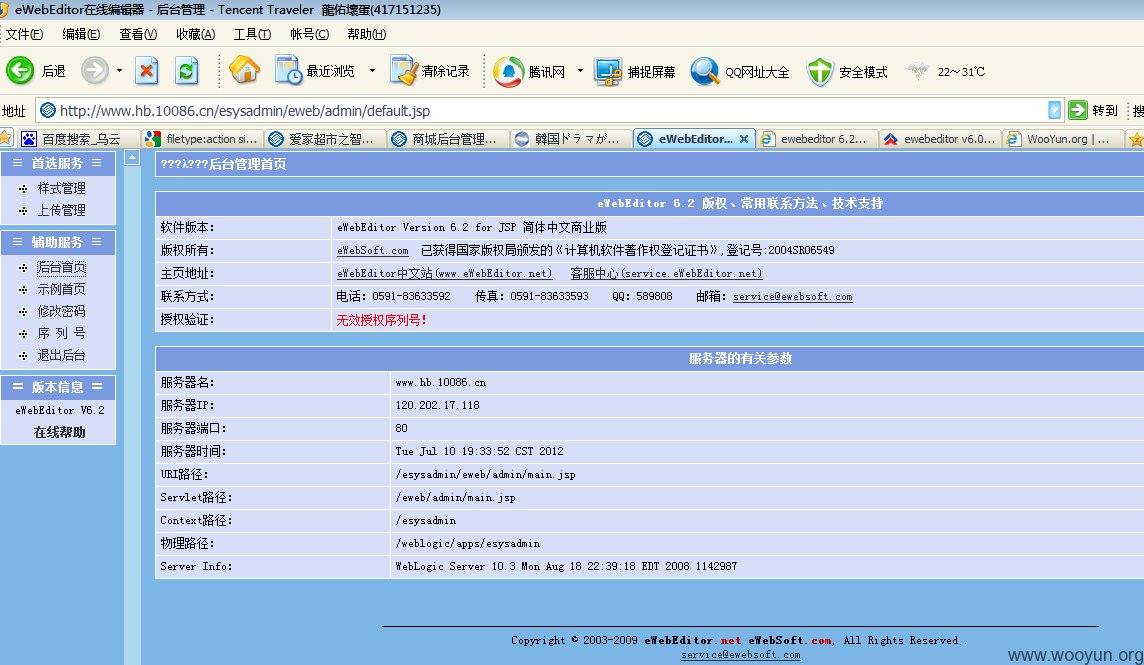 eWebEditor在线编辑器 - 后台管理 - Tencent Traveler 龍佑壞蛋(417151235)
文件(F) 编辑(E) 查看(V) 收藏(A) 工具(T) 帐号(C) 帮助(H)
后退 最近浏览 清除记录 腾讯网 捕捉屏幕 QQ网址大全 安全模式 22～31℃
地址 http://www.hb.10086.cn/esysadmin/eweb/admin/default.jsp 转到 搜
百度搜索_乌云 filetype:action si... 爱家超市之智... 商城后台管理... 韓国ドラマが... eWebEditor... ewebeditor 6.2... ewebeditor v6.0... WooYun.org | ...
首选服务
样式管理
上传管理
辅助服务
后台首页
示例首页
修改密码
序 列 号
退出后台
版本信息
eWebEditor V6.2
在线帮助
???λ???后台管理首页
eWebEditor 6.2 版权、常用联系方法、技术支持
软件版本: eWebEditor Version 6.2 for JSP 简体中文商业版
版权所有: eWebSoft.com 已获得国家版权局颁发的《计算机软件著作权登记证书》,登记号:2004SR06549
主页地址: eWebEditor中文站(www.eWebEditor.net) 客服中心(service.eWebEditor.net)
联系方式: 电话: 0591-83633592 传真: 0591-83633593 QQ: 589808 邮箱: service@ewebsoft.com
授权验证: 无效授权序列号!
服务器的有关参数
服务器名: www.hb.10086.cn
服务器IP: 120.202.17.118
服务器端口: 80
服务器时间: Tue Jul 10 19:33:52 CST 2012
URI路径: /esysadmin/eweb/admin/main.jsp
Servlet路径: /eweb/admin/main.jsp
Context路径: /esysadmin
物理路径: /weblogic/apps/esysadmin
Server Info: WebLogic Server 10.3 Mon Aug 18 22:39:18 EDT 2008 1142987
Copyright © 2003-2009 eWebEditor.net eWebSoft.com, All Rights Reserved .
service@ewebsoft.com
www.wooyun.org